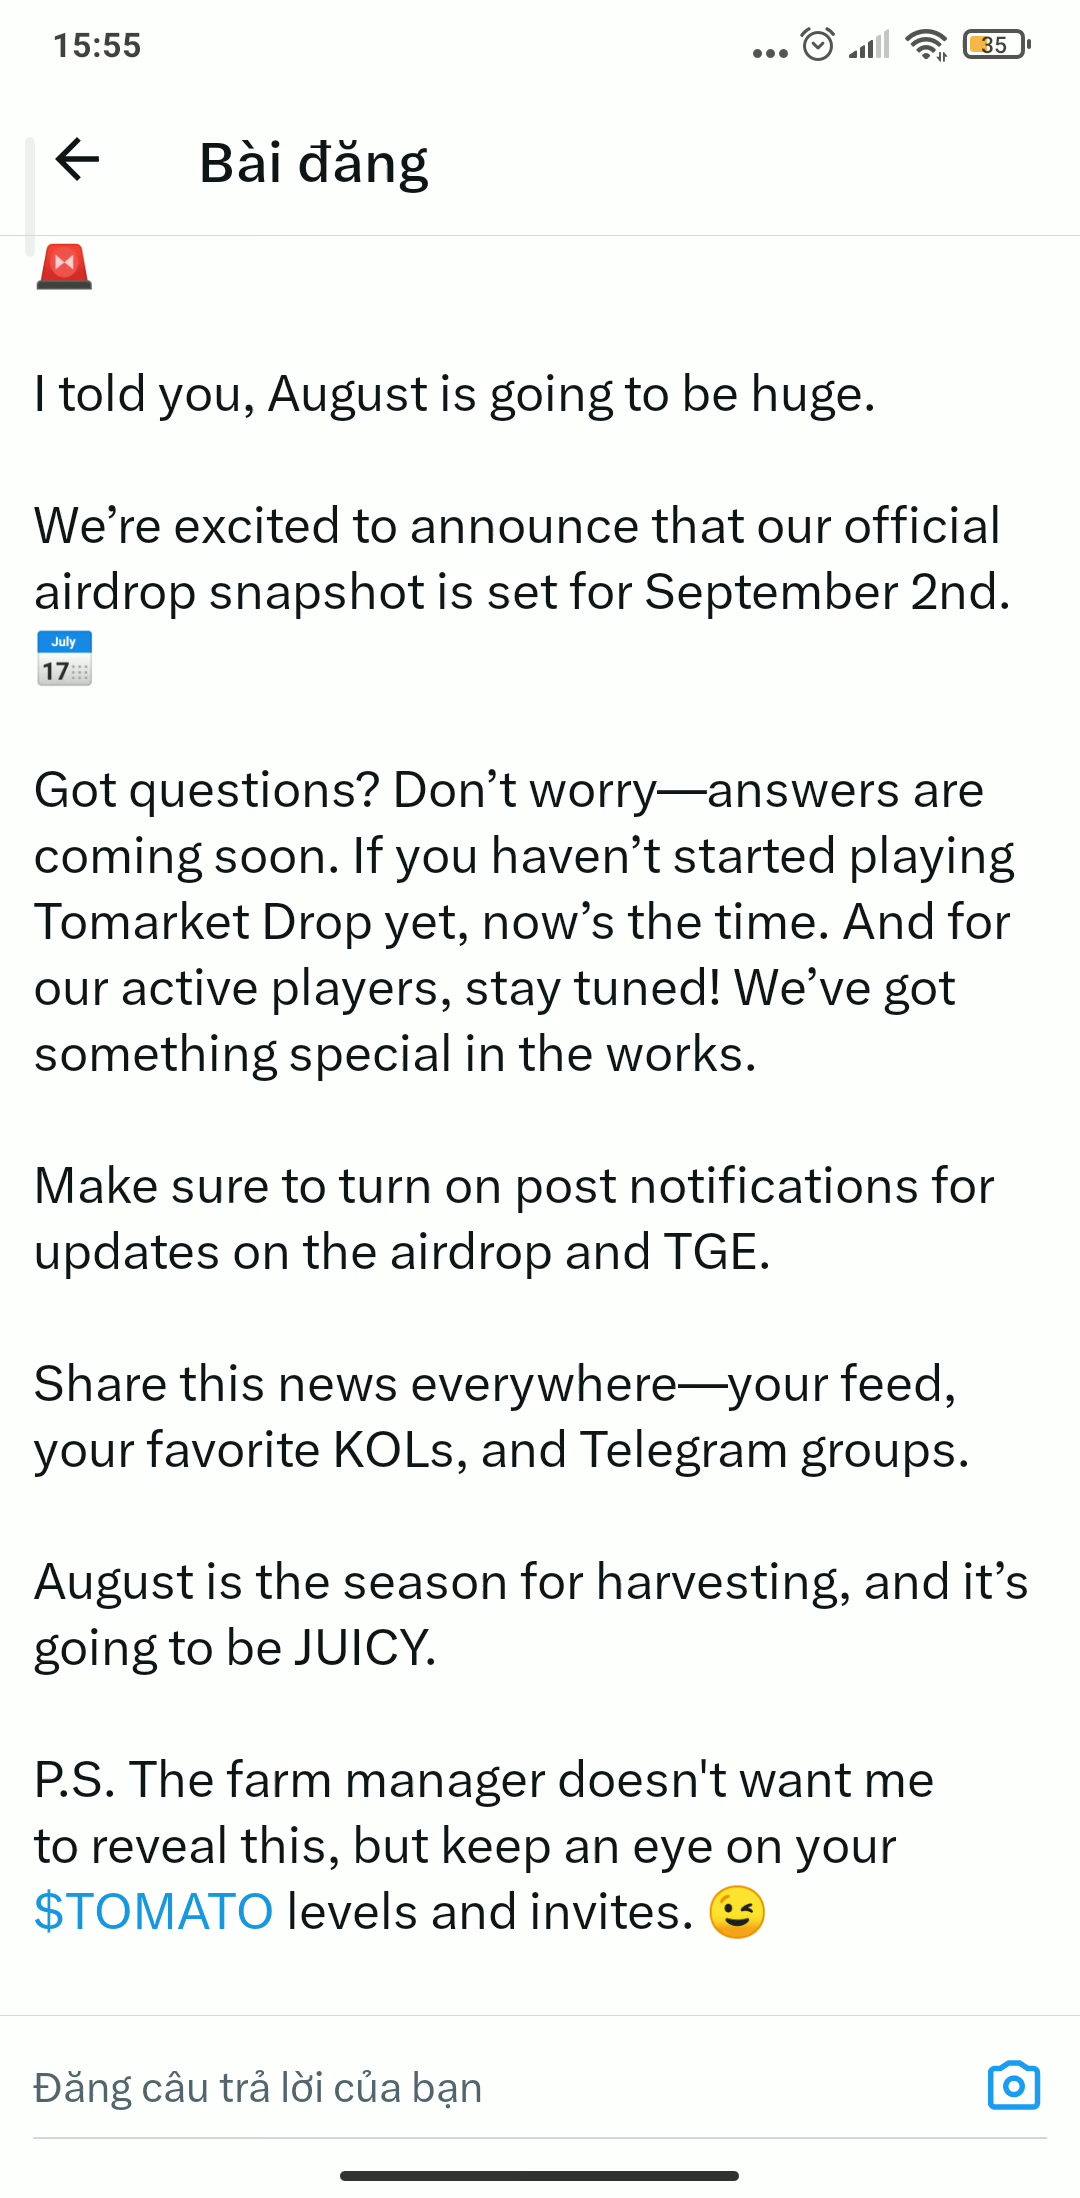 15:55
35
Bài đăng
I told you, August is going to be huge.
We’re excited to announce that our official
airdrop snapshot is set for September 2nd.
July
17
Got questions? Don’t worry—answers are
coming soon. If you haven’t started playing
Tomarket Drop yet, now’s the time. And for
our active players, stay tuned! We’ve got
something special in the works.
Make sure to turn on post notifications for
updates on the airdrop and TGE.
Share this news everywhere—your feed,
your favorite KOLs, and Telegram groups.
August is the season for harvesting, and it’s
going to be JUICY.
P.S. The farm manager doesn't want me
to reveal this, but keep an eye on your
$TOMATO levels and invites. 😉
Đăng câu trả lời của bạn